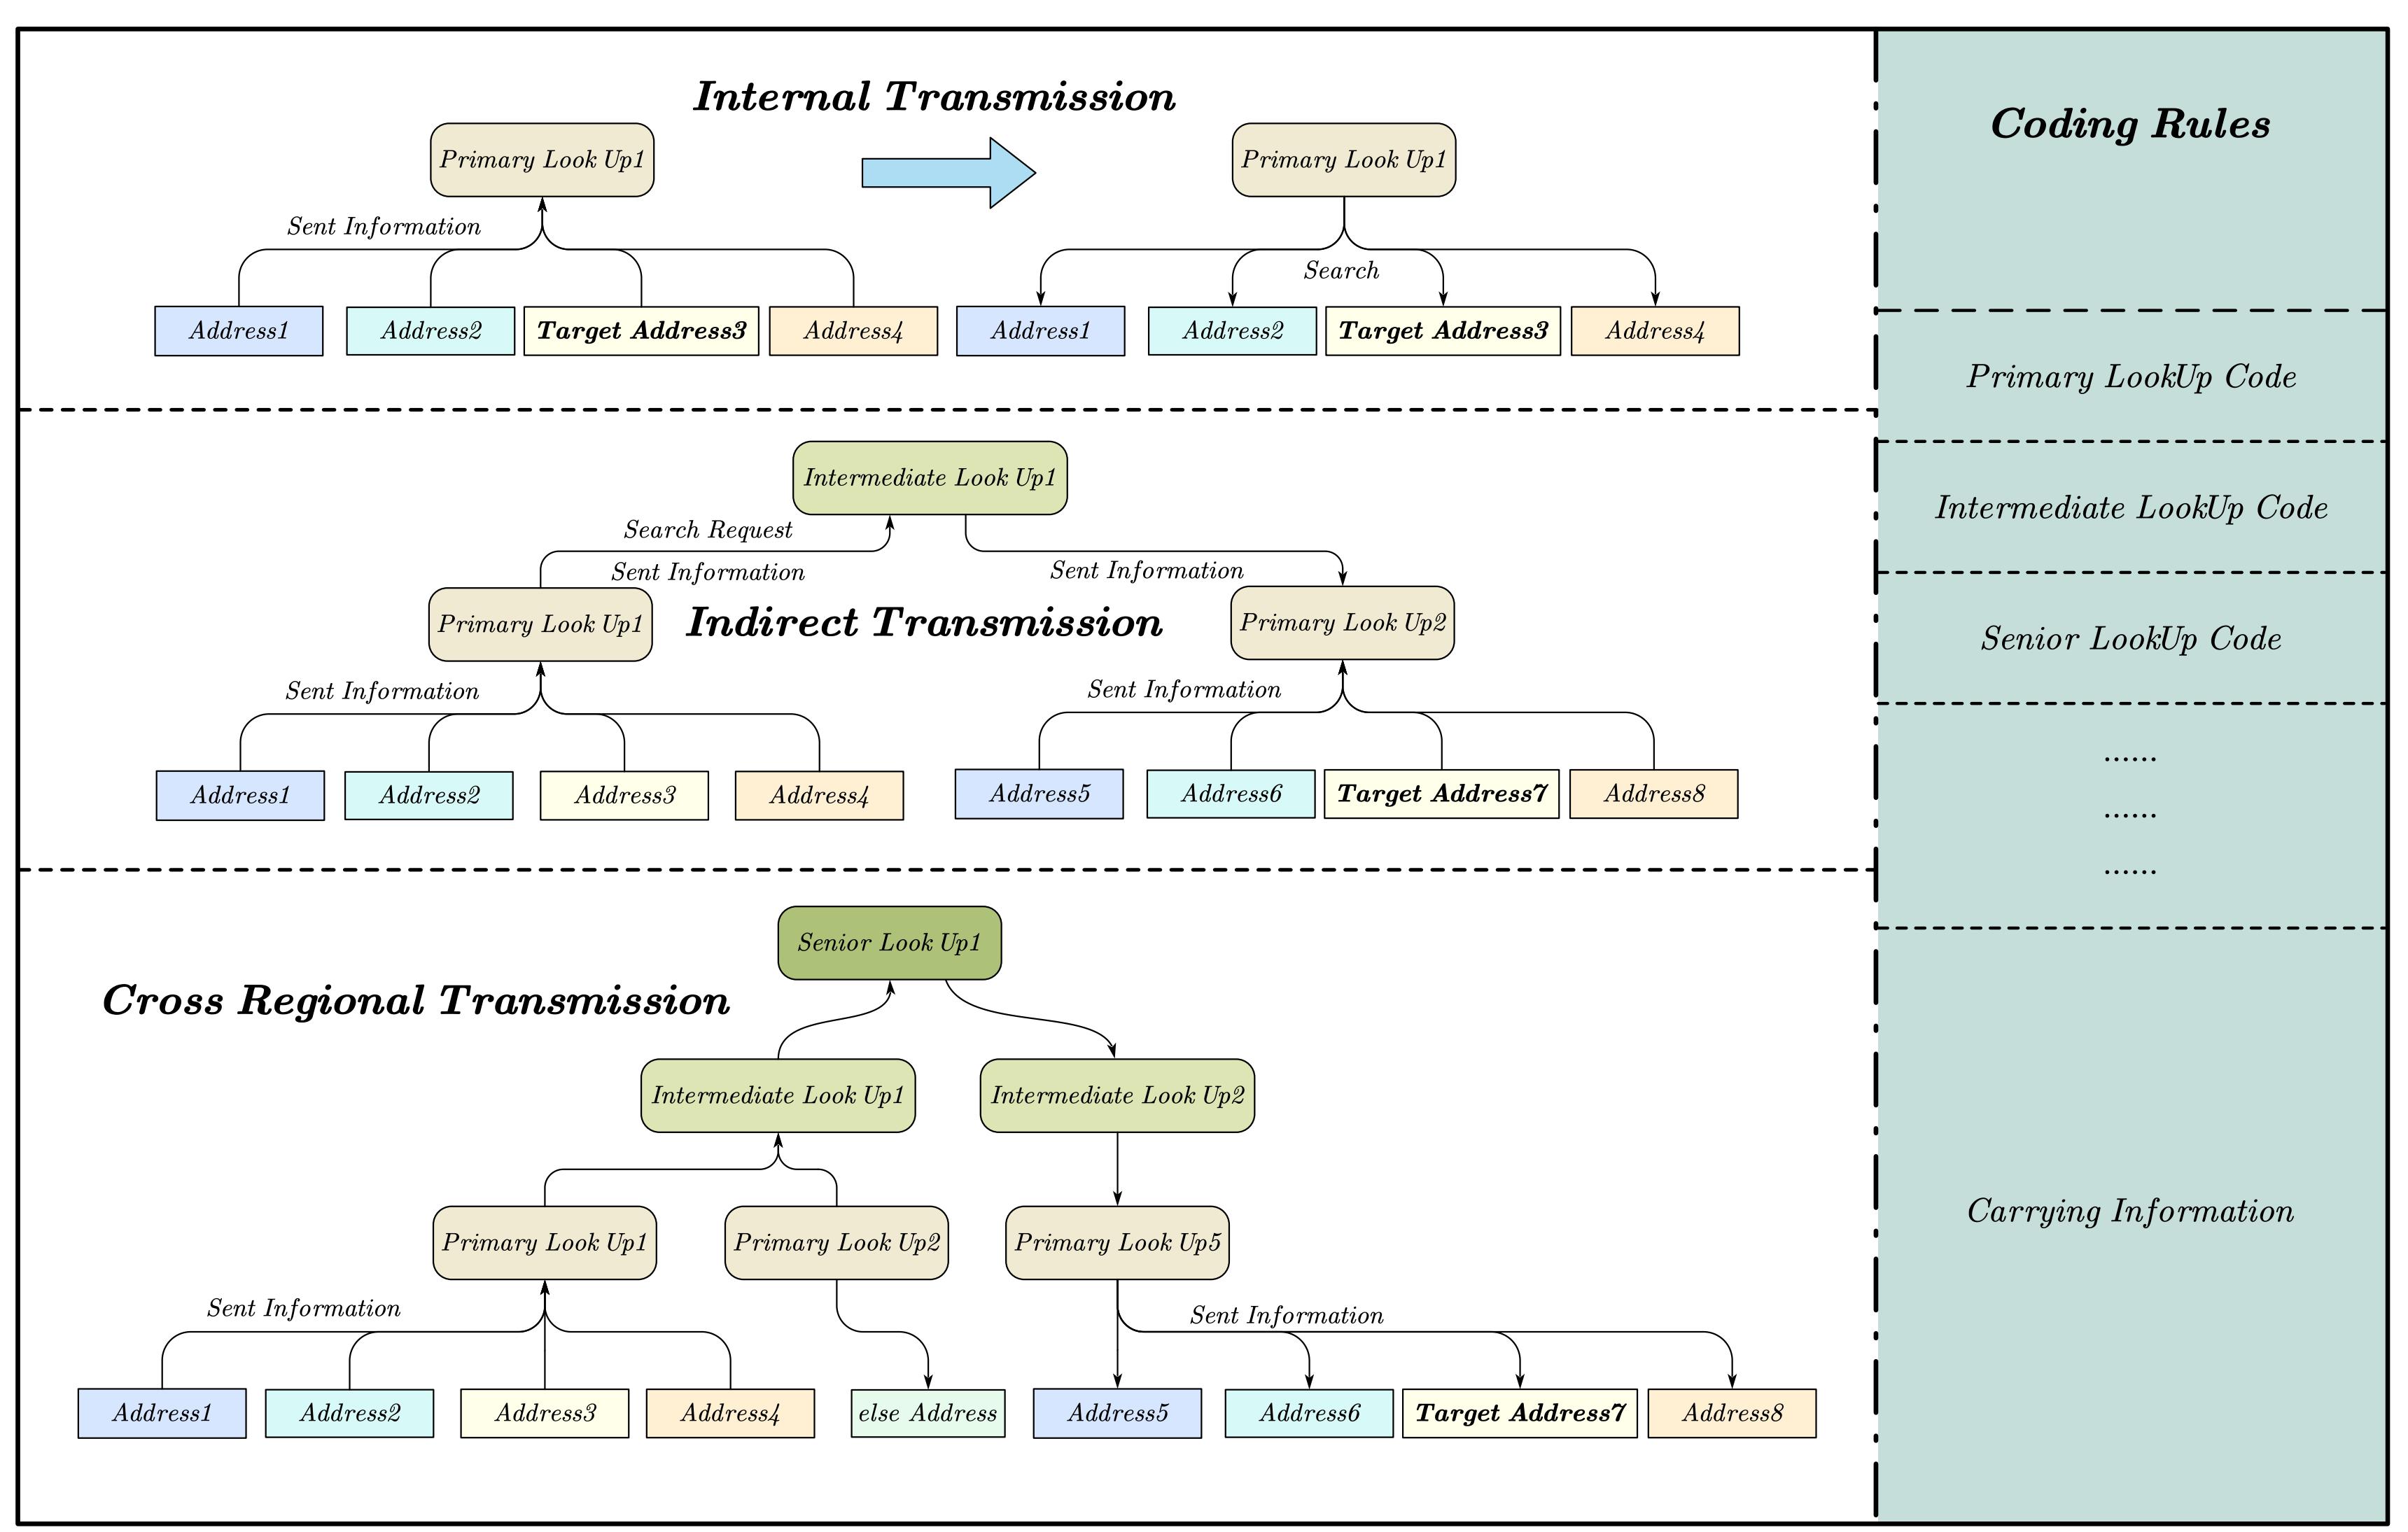 Internal Transmission
Primary Look Up1
Primary Look Up1
Sent Information
Search
Address1
Address2
Target Address3
Address4
Address1
Address2
Target Address3
Address4
Intermediate Look Up1
Search Request
Sent Information
Sent Information
Primary Look Up1
Indirect Transmission
Primary Look Up2
Sent Information
Sent Information
Address1
Address2
Address3
Address4
Address5
Address6
Target Address7
Address8
Senior Look Up1
Cross Regional Transmission
Intermediate Look Up1
Intermediate Look Up2
Primary Look Up1
Primary Look Up2
Primary Look Up5
Sent Information
Sent Information
Address1
Address2
Address3
Address4
else Address
Address5
Address6
Target Address7
Address8
Coding Rules
Primary LookUp Code
Intermediate LookUp Code
Senior LookUp Code
......
......
......
Carrying Information